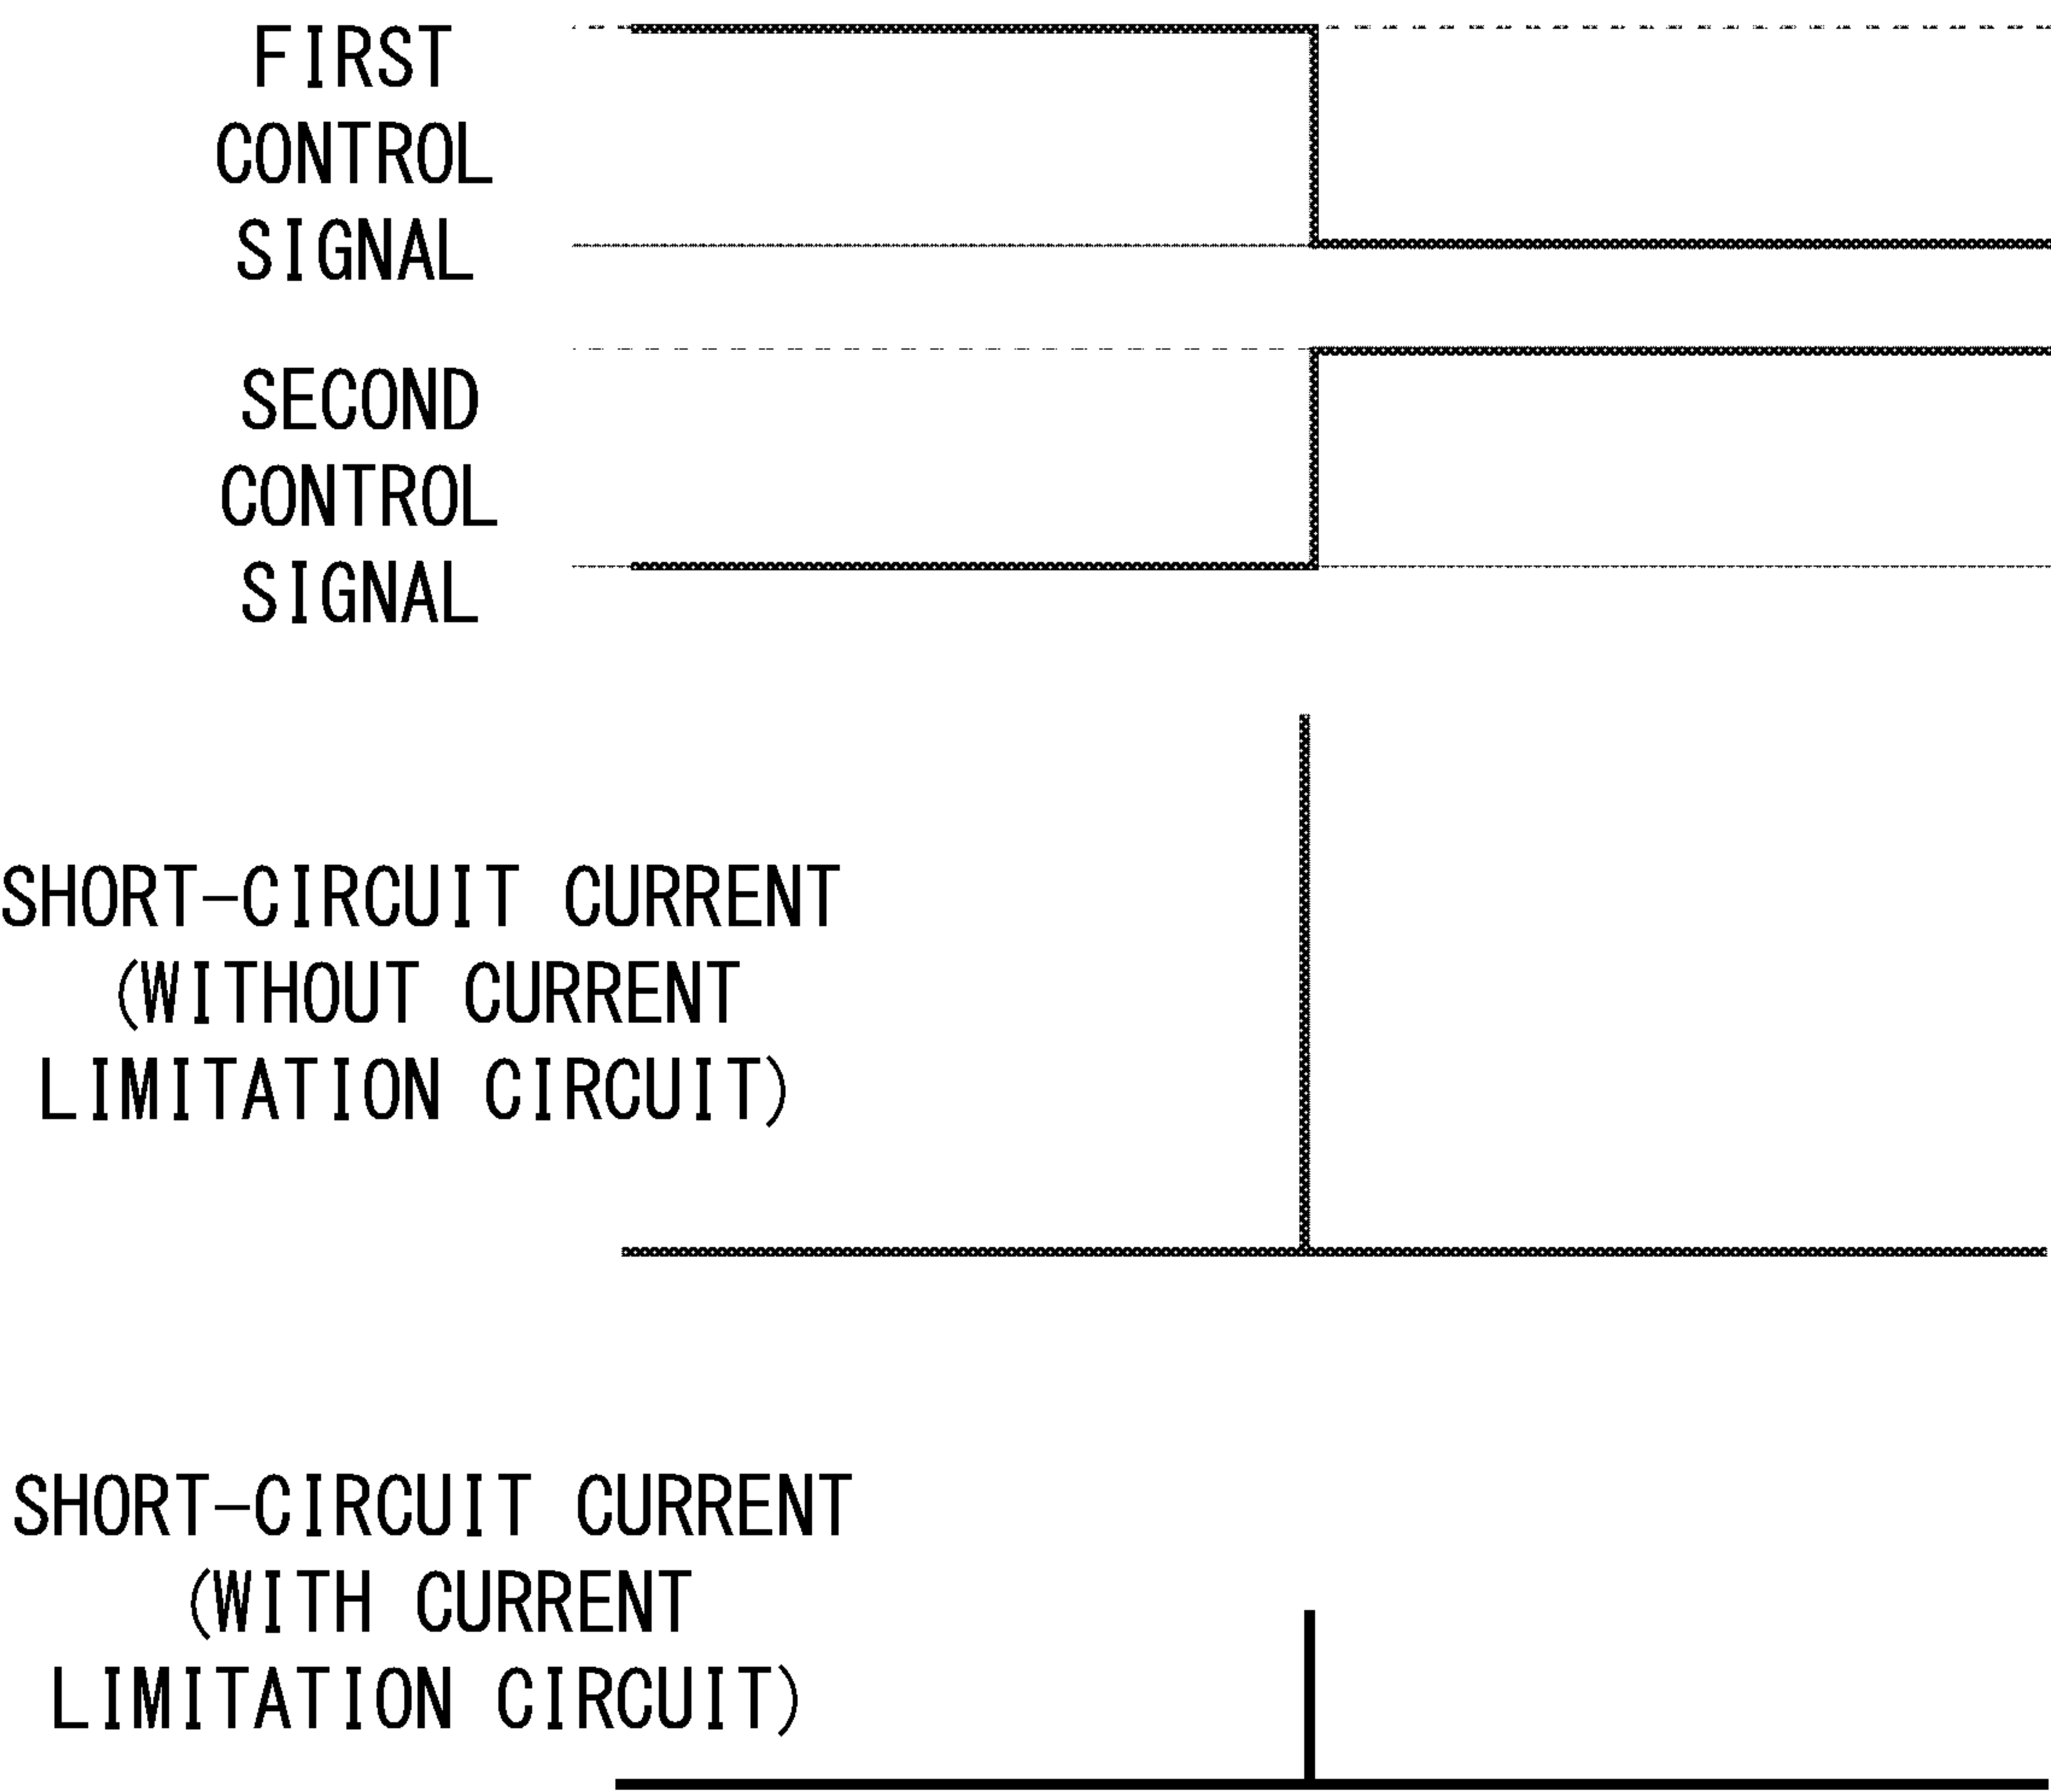 FIRST
CONTROL
SIGNAL
SECOND
CONTROL
SIGNAL
SHORT-CIRCUIT CURRENT
(WITHOUT CURRENT
LIMITATION CIRCUIT)
SHORT-CIRCUIT CURRENT
(WITH CURRENT
LIMITATION CIRCUIT)